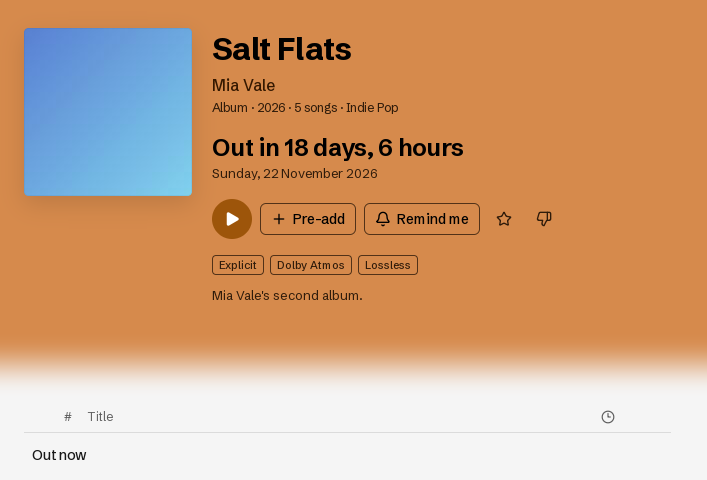 Salt Flats
Mia Vale
Album · 2026 · 5 songs · Indie Pop
Out in 18 days, 6 hours
Sunday, 22 November 2026
Pre-add
Remind me
Explicit
Dolby Atmos
Lossless
Mia Vale's second album.
# Title
Out now